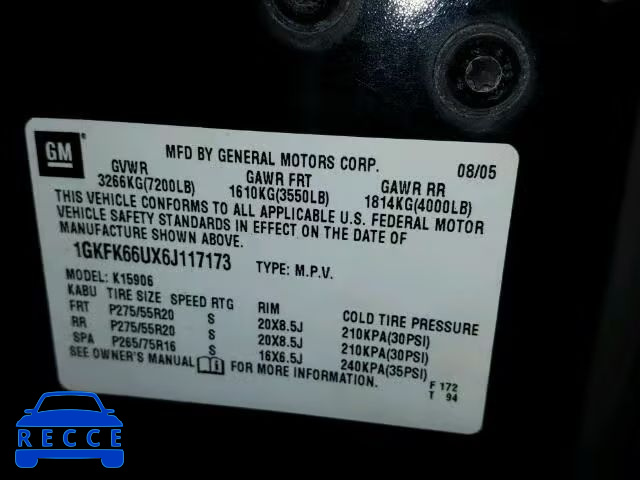 GM
MFD BY GENERAL MOTORS CORP. 08/05
GVWR GAWR FRT GAWR RR
3266KG(7200LB) 1610KG(3550LB) 1814KG(4000LB)
THIS VEHICLE CONFORMS TO ALL APPLICABLE U.S. FEDERAL MOTOR
VEHICLE SAFETY STANDARDS IN EFFECT ON THE DATE OF
MANUFACTURE SHOWN ABOVE.
1GKFK66UX6J117173 TYPE: M.P.V.
MODEL: K15906
KABU TIRE SIZE SPEED RTG RIM COLD TIRE PRESSURE
FRT P275/55R20 S 20X8.5J 210KPA(30PSI)
RR P275/55R20 S 20X8.5J 210KPA(30PSI)
SPA P265/75R16 S 16X6.5J 240KPA(35PSI)
SEE OWNER'S MANUAL FOR MORE INFORMATION.
F 172
T 94
RECCE